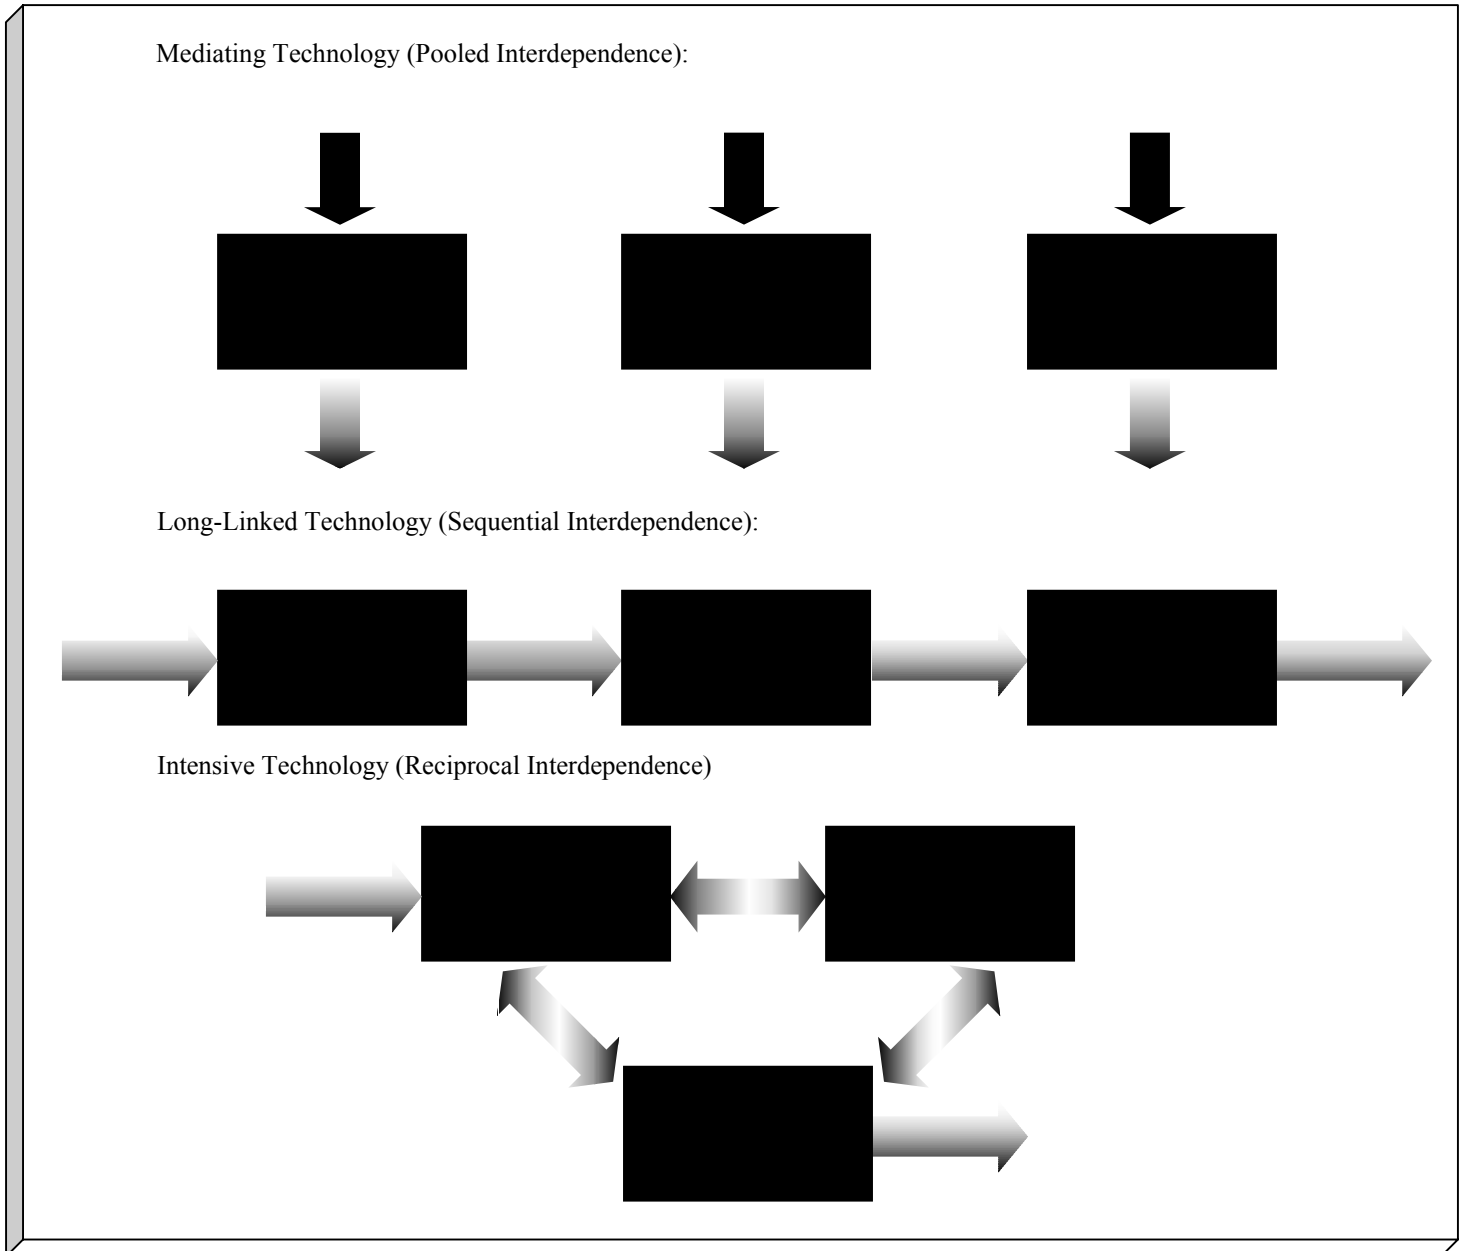 Mediating Technology (Pooled Interdependence):
Long-Linked Technology (Sequential Interdependence):
Intensive Technology (Reciprocal Interdependence)